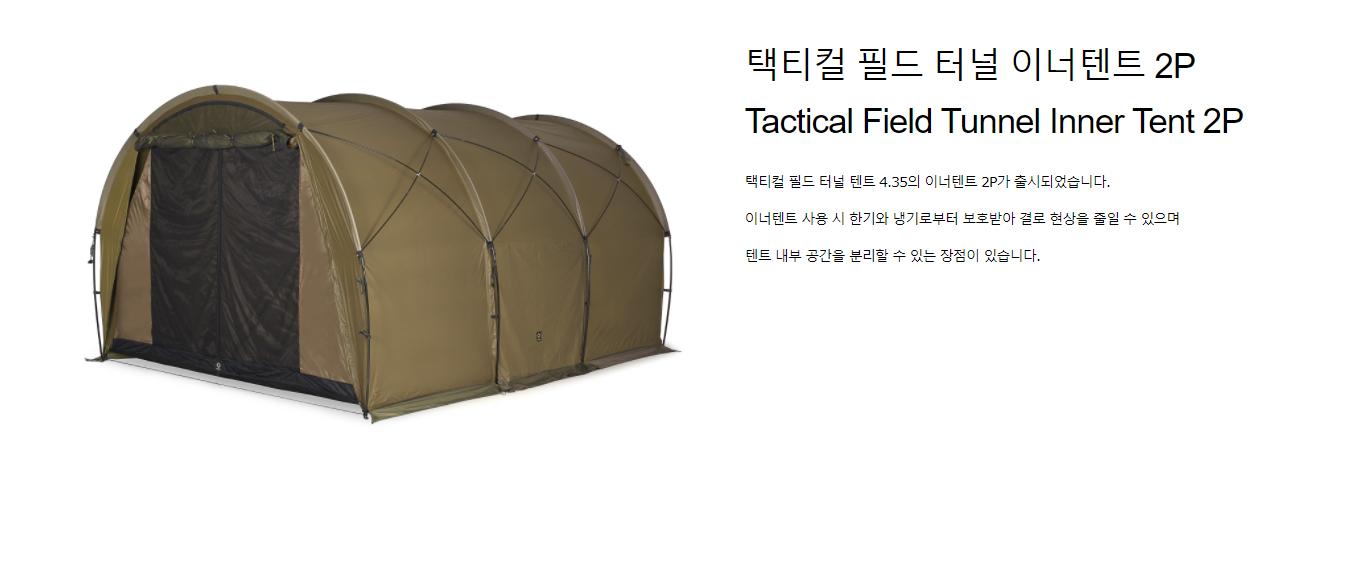 택티컬 필드 터널 이너텐트 2P
Tactical Field Tunnel Inner Tent 2P
택티컬 필드 터널 텐트 4.35의 이너텐트 2P가 출시되었습니다.
이너텐트 사용 시 한기와 냉기로부터 보호받아 결로 현상을 줄일 수 있으며
텐트 내부 공간을 분리할 수 있는 장점이 있습니다.